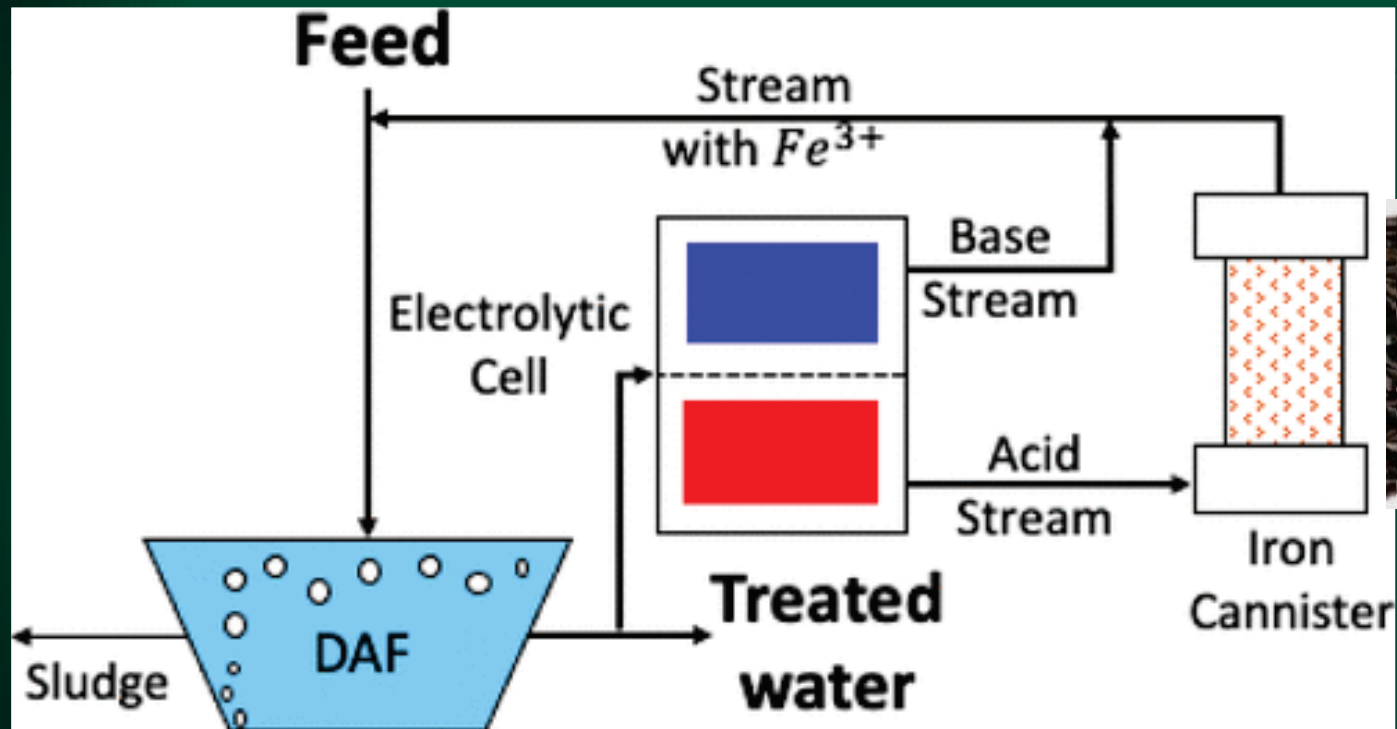 Feed
Stream
with Fe³⁺
Base
Stream
Electrolytic
Cell
Acid
Stream
Iron
Cannister
DAF
Sludge
Treated
water